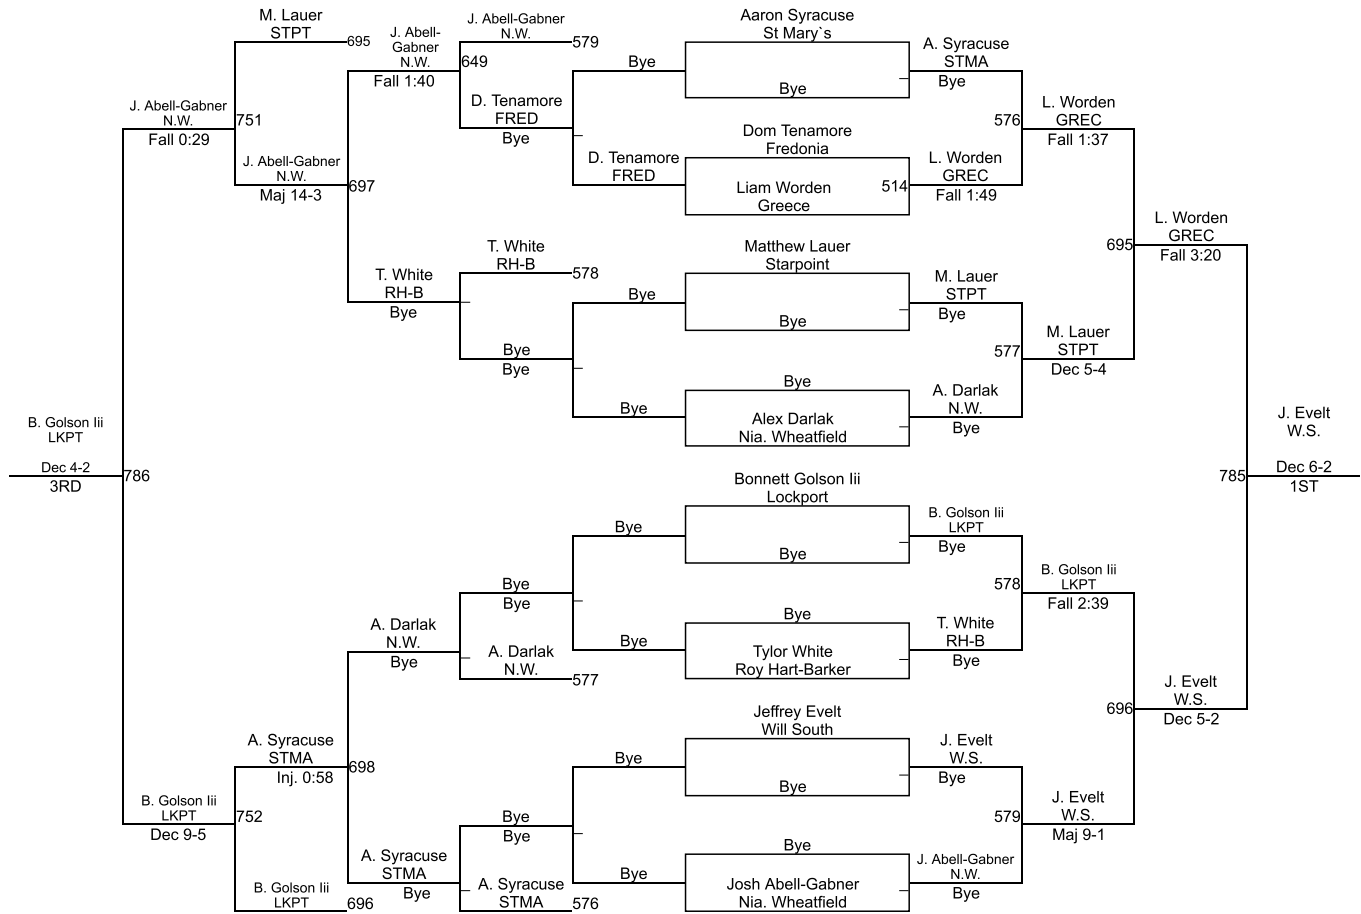 M. Lauer
STPT
695
J. Abell-Gabner
N.W.
Fall 0:29
751
J. Abell-Gabner
N.W.
Maj 14-3
697
J. Abell-
Gabner
N.W.
Fall 1:40
649
J. Abell-Gabner
N.W.
579
D. Tenamore
FRED
Bye
T. White
RH-B
Bye
T. White
RH-B
578
Bye
Bye
Bye
D. Tenamore
FRED
Bye
Bye
Aaron Syracuse
St Mary`s
Bye
Dom Tenamore
Fredonia
Liam Worden
Greece
514
Matthew Lauer
Starpoint
Bye
Bye
Alex Darlak
Nia. Wheatfield
A. Syracuse
STMA
Bye
L. Worden
GREC
Fall 1:49
576
L. Worden
GREC
Fall 1:37
M. Lauer
STPT
Bye
A. Darlak
N.W.
Bye
577
M. Lauer
STPT
Dec 5-4
695
L. Worden
GREC
Fall 3:20
B. Golson Iii
LKPT
Dec 4-2
3RD
786
785
J. Evelt
W.S.
Dec 6-2
1ST
Bonnett Golson Iii
Lockport
Bye
Bye
Tylor White
Roy Hart-Barker
Jeffrey Evelt
Will South
Bye
Bye
Josh Abell-Gabner
Nia. Wheatfield
Bye
Bye
Bye
Bye
Bye
Bye
A. Darlak
N.W.
577
A. Darlak
N.W.
Bye
A. Syracuse
STMA
Inj. 0:58
698
B. Golson Iii
LKPT
Dec 9-5
752
B. Golson Iii
LKPT
696
A. Syracuse
STMA
Bye
Bye
Bye
A. Syracuse
STMA
576
B. Golson Iii
LKPT
Bye
T. White
RH-B
Bye
578
B. Golson Iii
LKPT
Fall 2:39
J. Evelt
W.S.
Bye
J. Abell-Gabner
N.W.
Bye
579
J. Evelt
W.S.
Maj 9-1
696
J. Evelt
W.S.
Dec 5-2